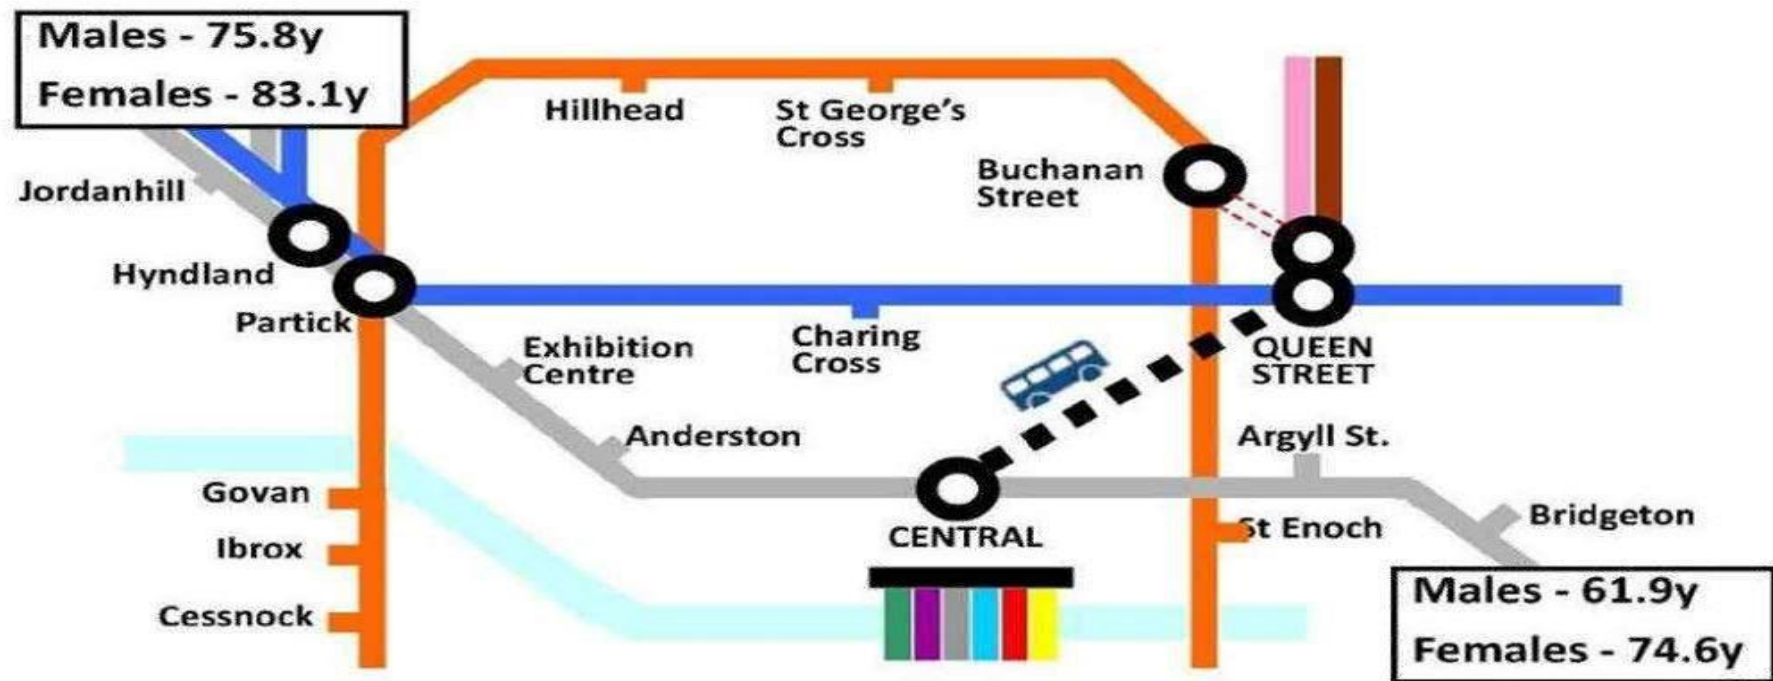 Males - 75.8y
Females - 83.1y
Hillhead
St George's
Cross
Buchanan
Street
Jordanhill
Hyndland
Partick
Exhibition
Centre
Charing
Cross
QUEEN
STREET
Anderston
Argyll St.
Govan
Ibrox
Cessnock
CENTRAL
St Enoch
Bridgeton
Males - 61.9y
Females - 74.6y